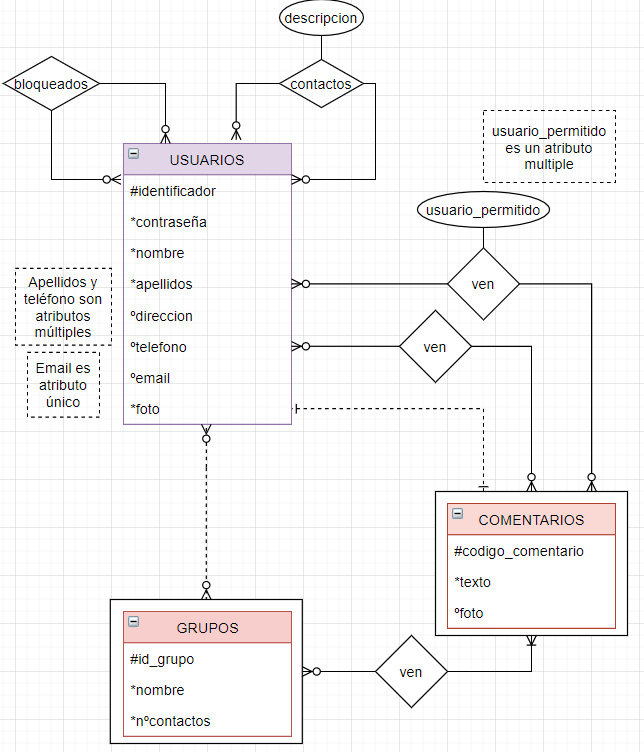 descripcion
bloqueados
contactos
usuario_permitido
es un atributo
multiple
USUARIOS
#identificador
*contraseña
*nombre
*apellidos
ºdireccion
ºtelefono
ºemail
*foto
usuario_permitido
ven
Apellidos y
teléfono son
atributos
múltiples
ven
Email es
atributo
único
COMENTARIOS
#codigo_comentario
*texto
ºfoto
GRUPOS
#id_grupo
*nombre
*nºcontactos
ven